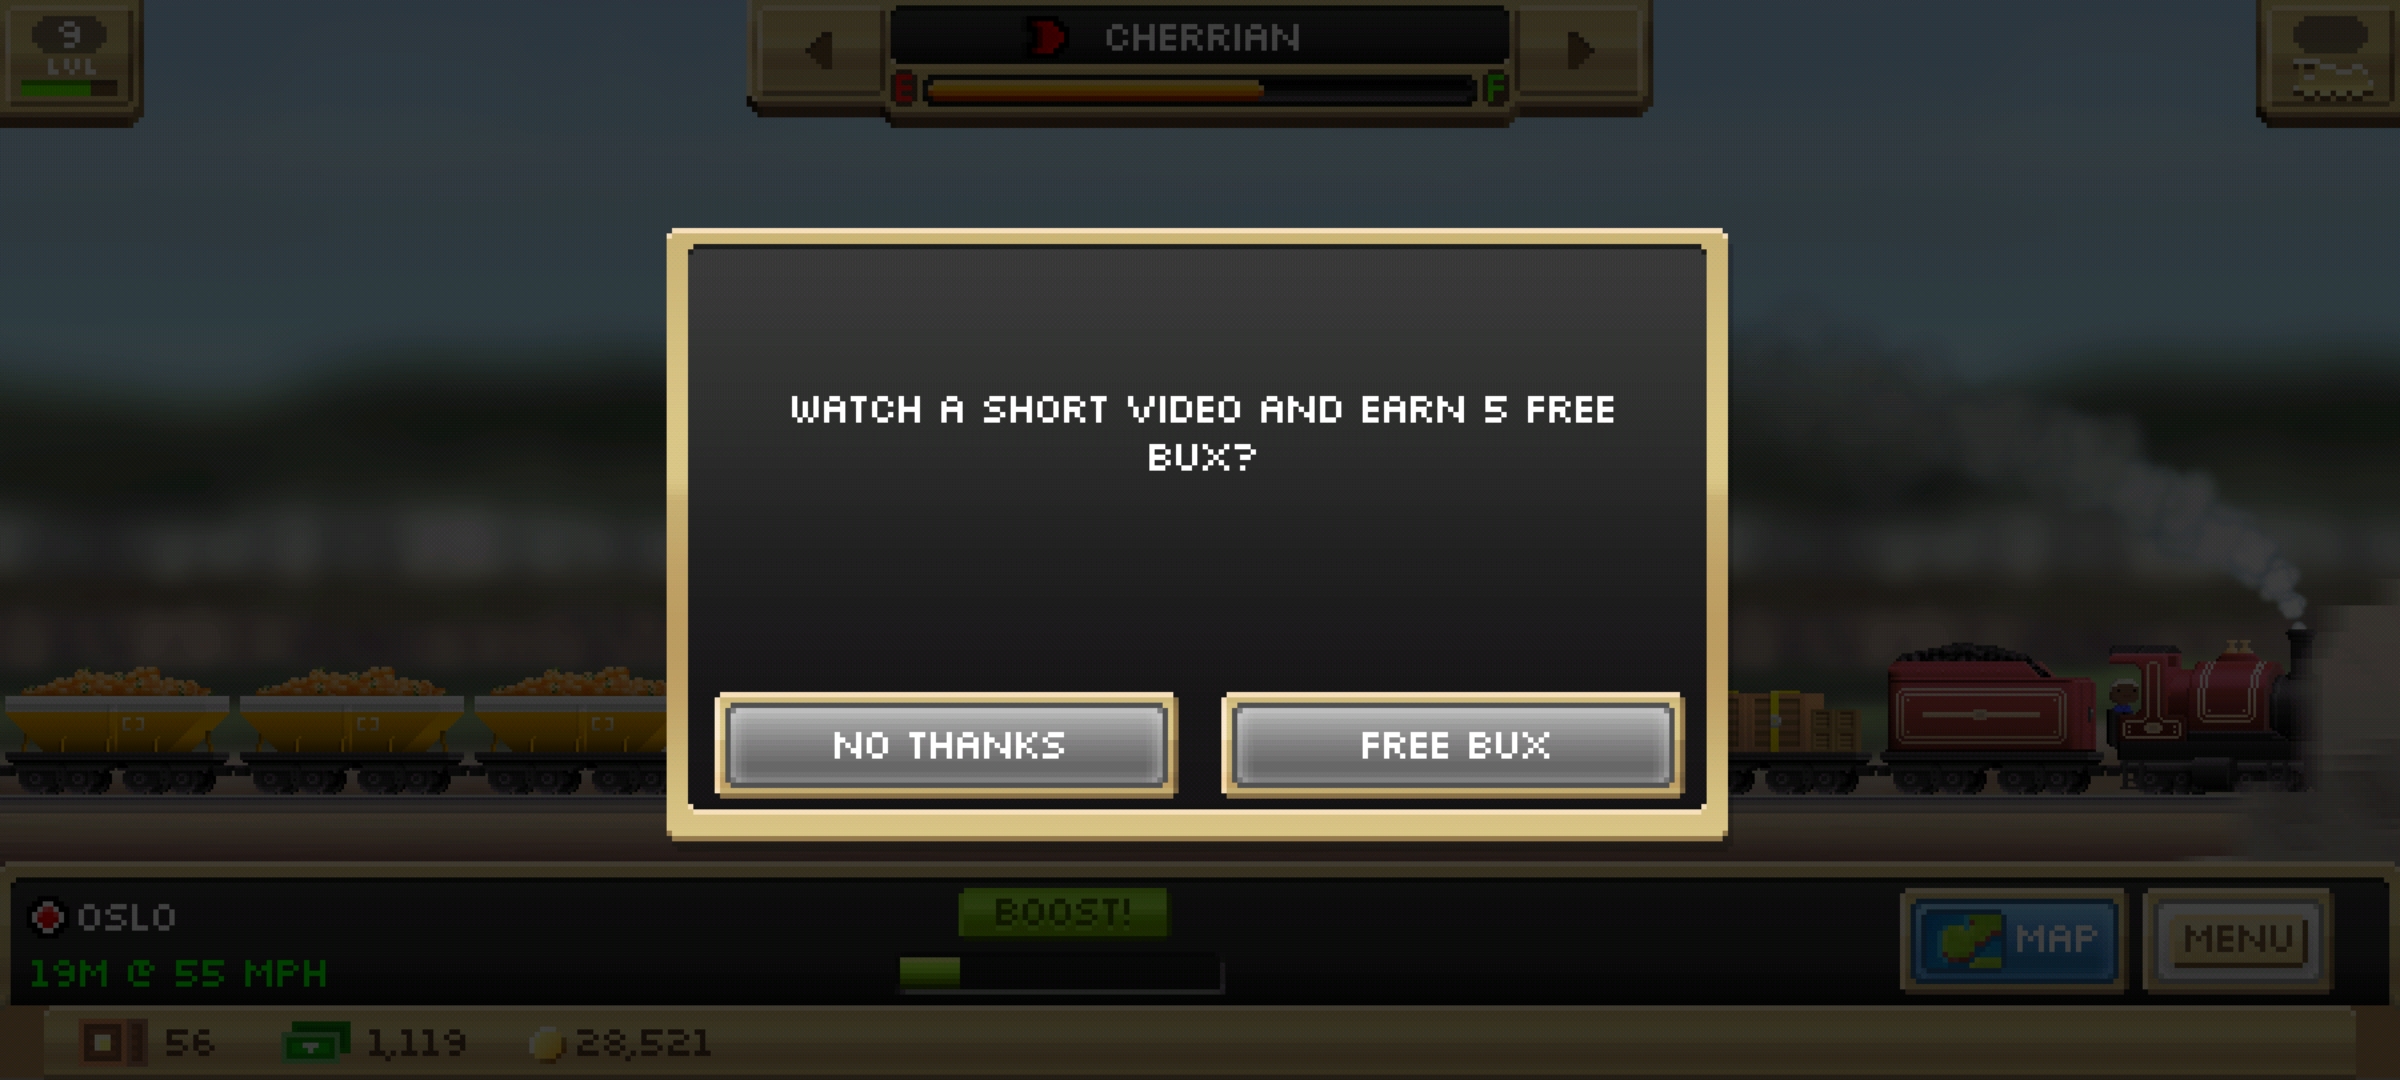 9
LVL
CHERRIAN
E F
WATCH A SHORT VIDEO AND EARN 5 FREE
BUX?
NO THANKS
FREE BUX
OSLO
19M @ 55 MPH
BOOST!
MAP
MENU
56
1,119
28,521